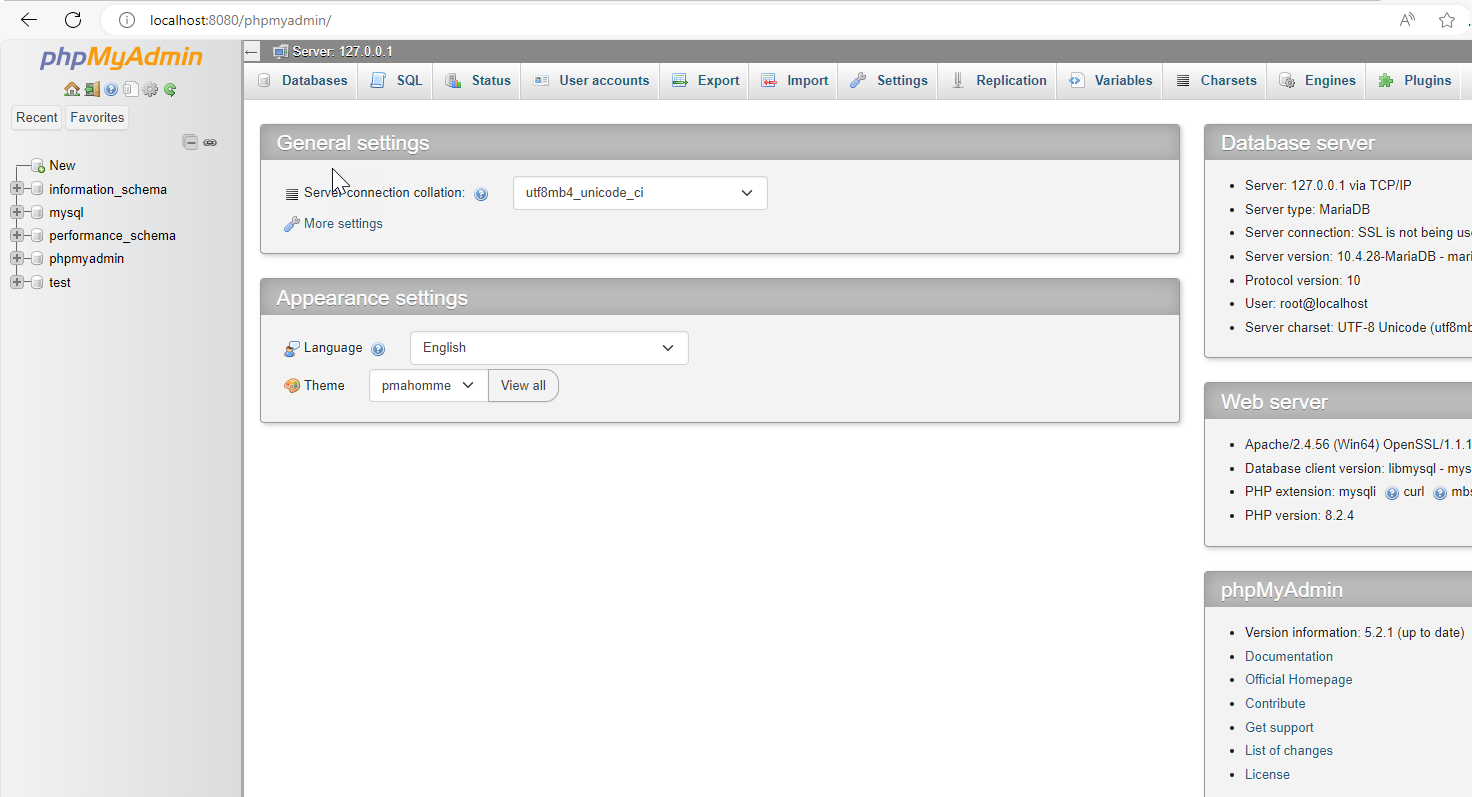 localhost:8080/phpmyadmin/
phpMyAdmin
Recent Favorites
New
information_schema
mysql
performance_schema
phpmyadmin
test
Server: 127.0.0.1
Databases SQL Status User accounts Export Import Settings Replication Variables Charsets Engines Plugins
General settings
Server connection collation: utf8mb4_unicode_ci
More settings
Appearance settings
Language English
Theme pmahomme View all
Database server
Server: 127.0.0.1 via TCP/IP
Server type: MariaDB
Server connection: SSL is not being
Server version: 10.4.28-MariaDB -
Protocol version: 10
User: root@localhost
Server charset: UTF-8 Unicode
Web server
Apache/2.4.56 (Win64) OpenSSL/1.1.1
Database client version: libmysql -
PHP extension: mysqli curl
PHP version: 8.2.4
phpMyAdmin
Version information: 5.2.1 (up to date)
Documentation
Official Homepage
Contribute
Get support
List of changes
License